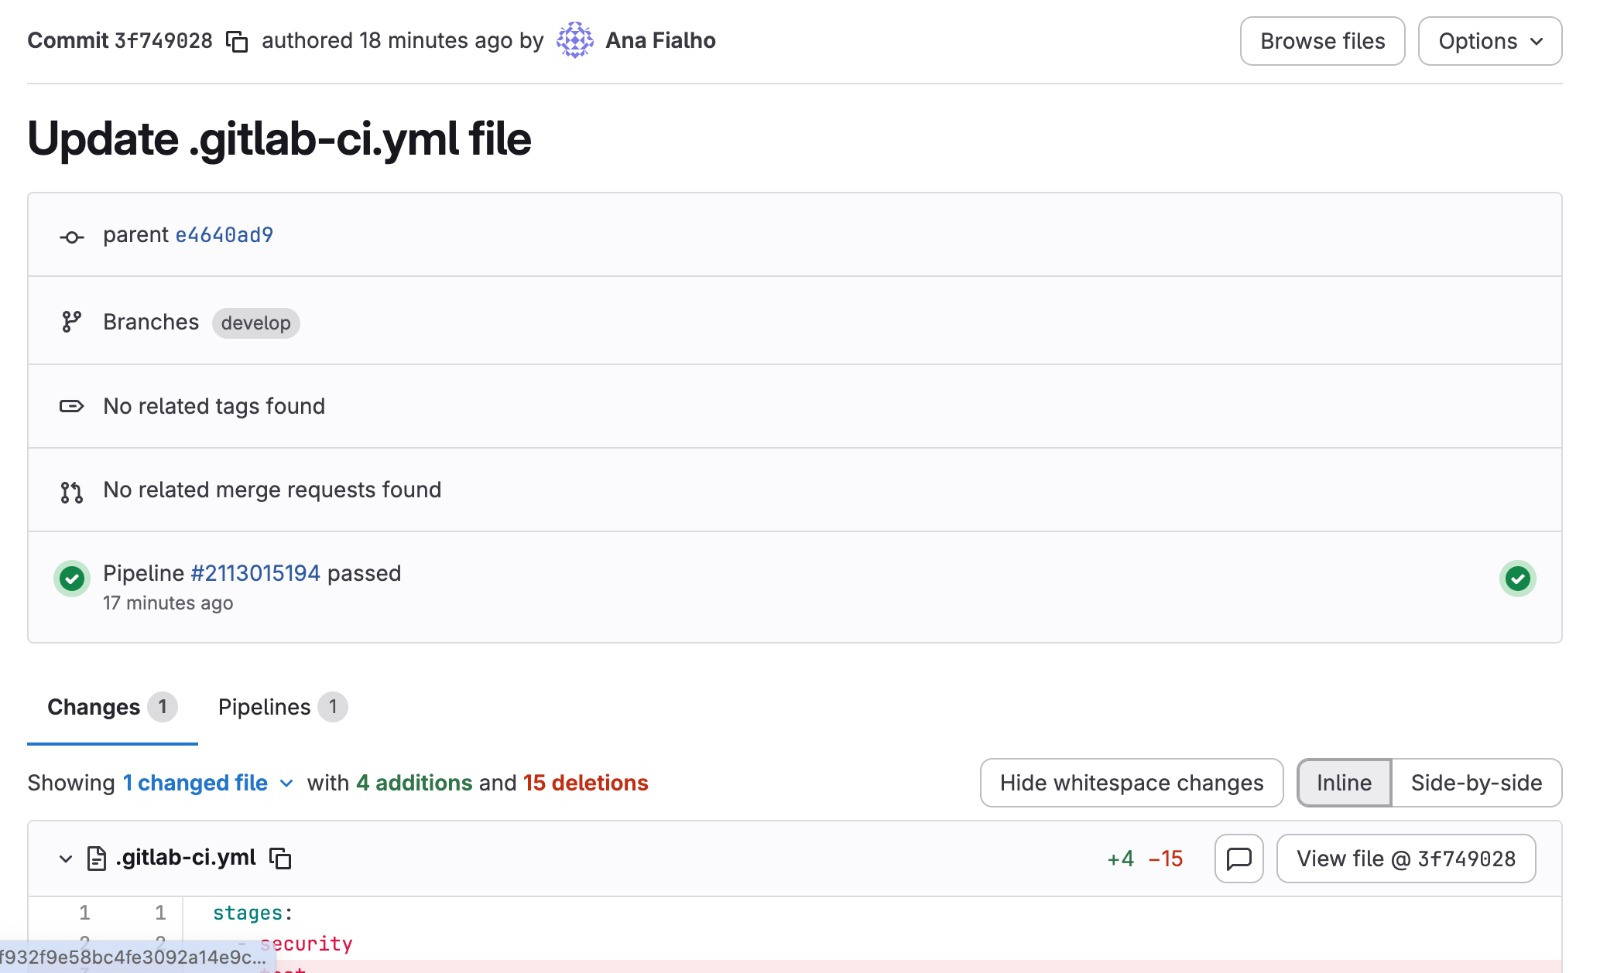 Commit 3f749028 authored 18 minutes ago by Ana Fialho Browse files Options
Update .gitlab-ci.yml file
parent e4640ad9
Branches develop
No related tags found
No related merge requests found
Pipeline #2113015194 passed
17 minutes ago
Changes 1 Pipelines 1
Showing 1 changed file with 4 additions and 15 deletions Hide whitespace changes Inline Side-by-side
.gitlab-ci.yml +4 −15 View file @ 3f749028
1 1 stages:
2 2 - security
f932f9e58bc4fe3092a14e9c...